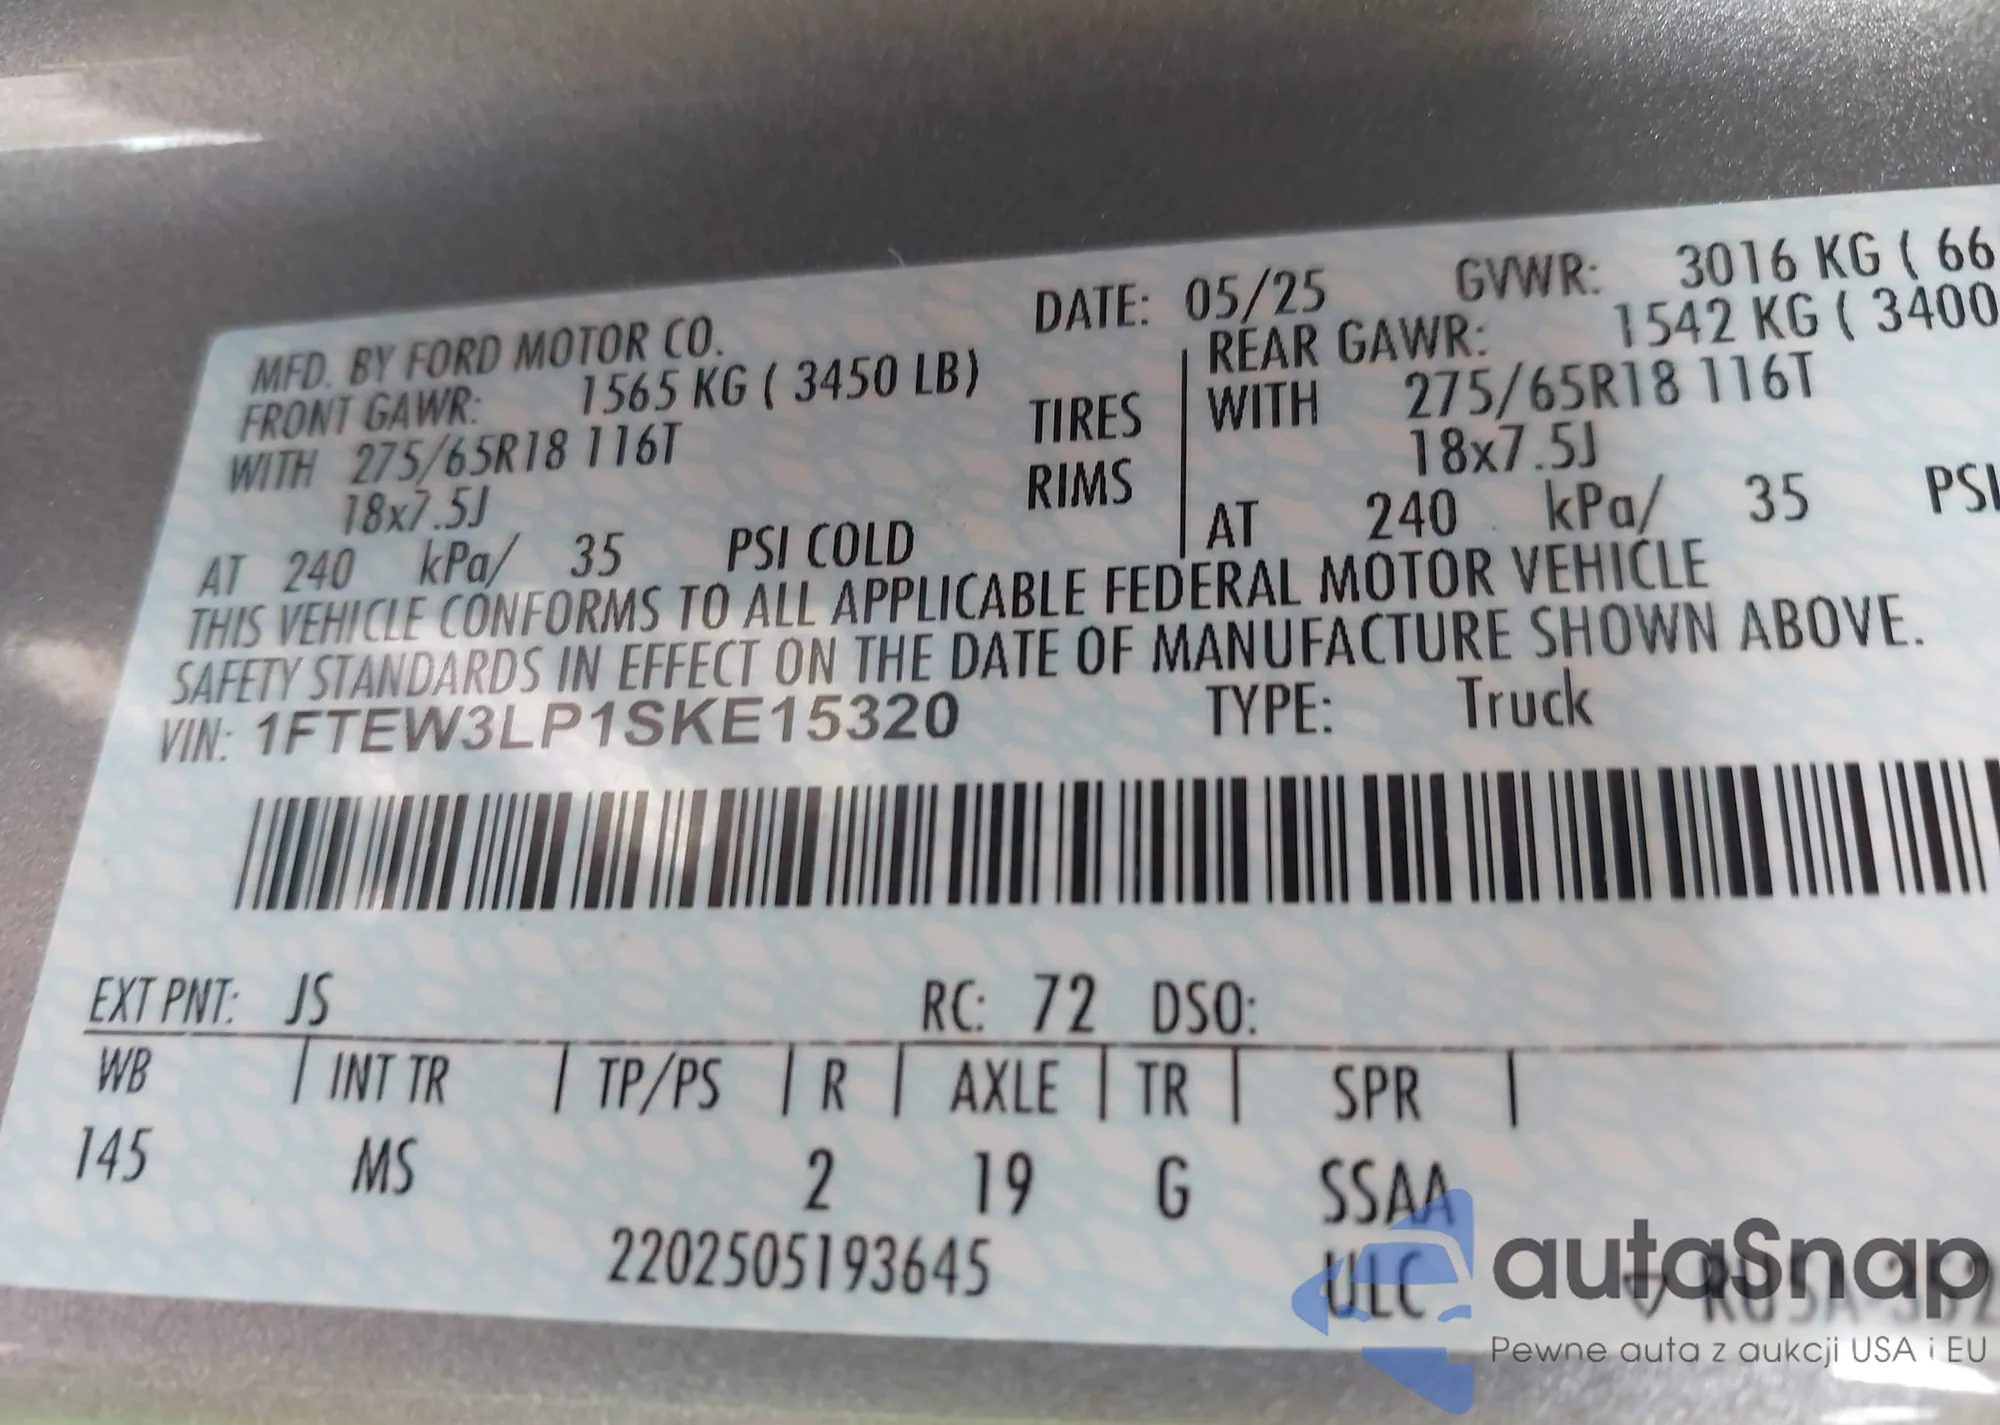 MFD. BY FORD MOTOR CO.
DATE: 05/25 GVWR: 3016 KG ( 66
FRONT GAWR: 1565 KG ( 3450 LB)
REAR GAWR: 1542 KG ( 3400
WITH 275/65R18 116T TIRES WITH 275/65R18 116T
18x7.5J RIMS 18x7.5J
AT 240 kPa/ 35 PSI COLD AT 240 kPa/ 35 PSI
THIS VEHICLE CONFORMS TO ALL APPLICABLE FEDERAL MOTOR VEHICLE
SAFETY STANDARDS IN EFFECT ON THE DATE OF MANUFACTURE SHOWN ABOVE.
VIN: 1FTEW3LP1SKE15320 TYPE: Truck
EXT PNT: JS RC: 72 DSO:
WB | INT TR | TP/PS | R | AXLE | TR | SPR |
145 MS 2 19 G SSAA
2202505193645 ULC
autaSnap
Pewne auta z aukcji USA i EU